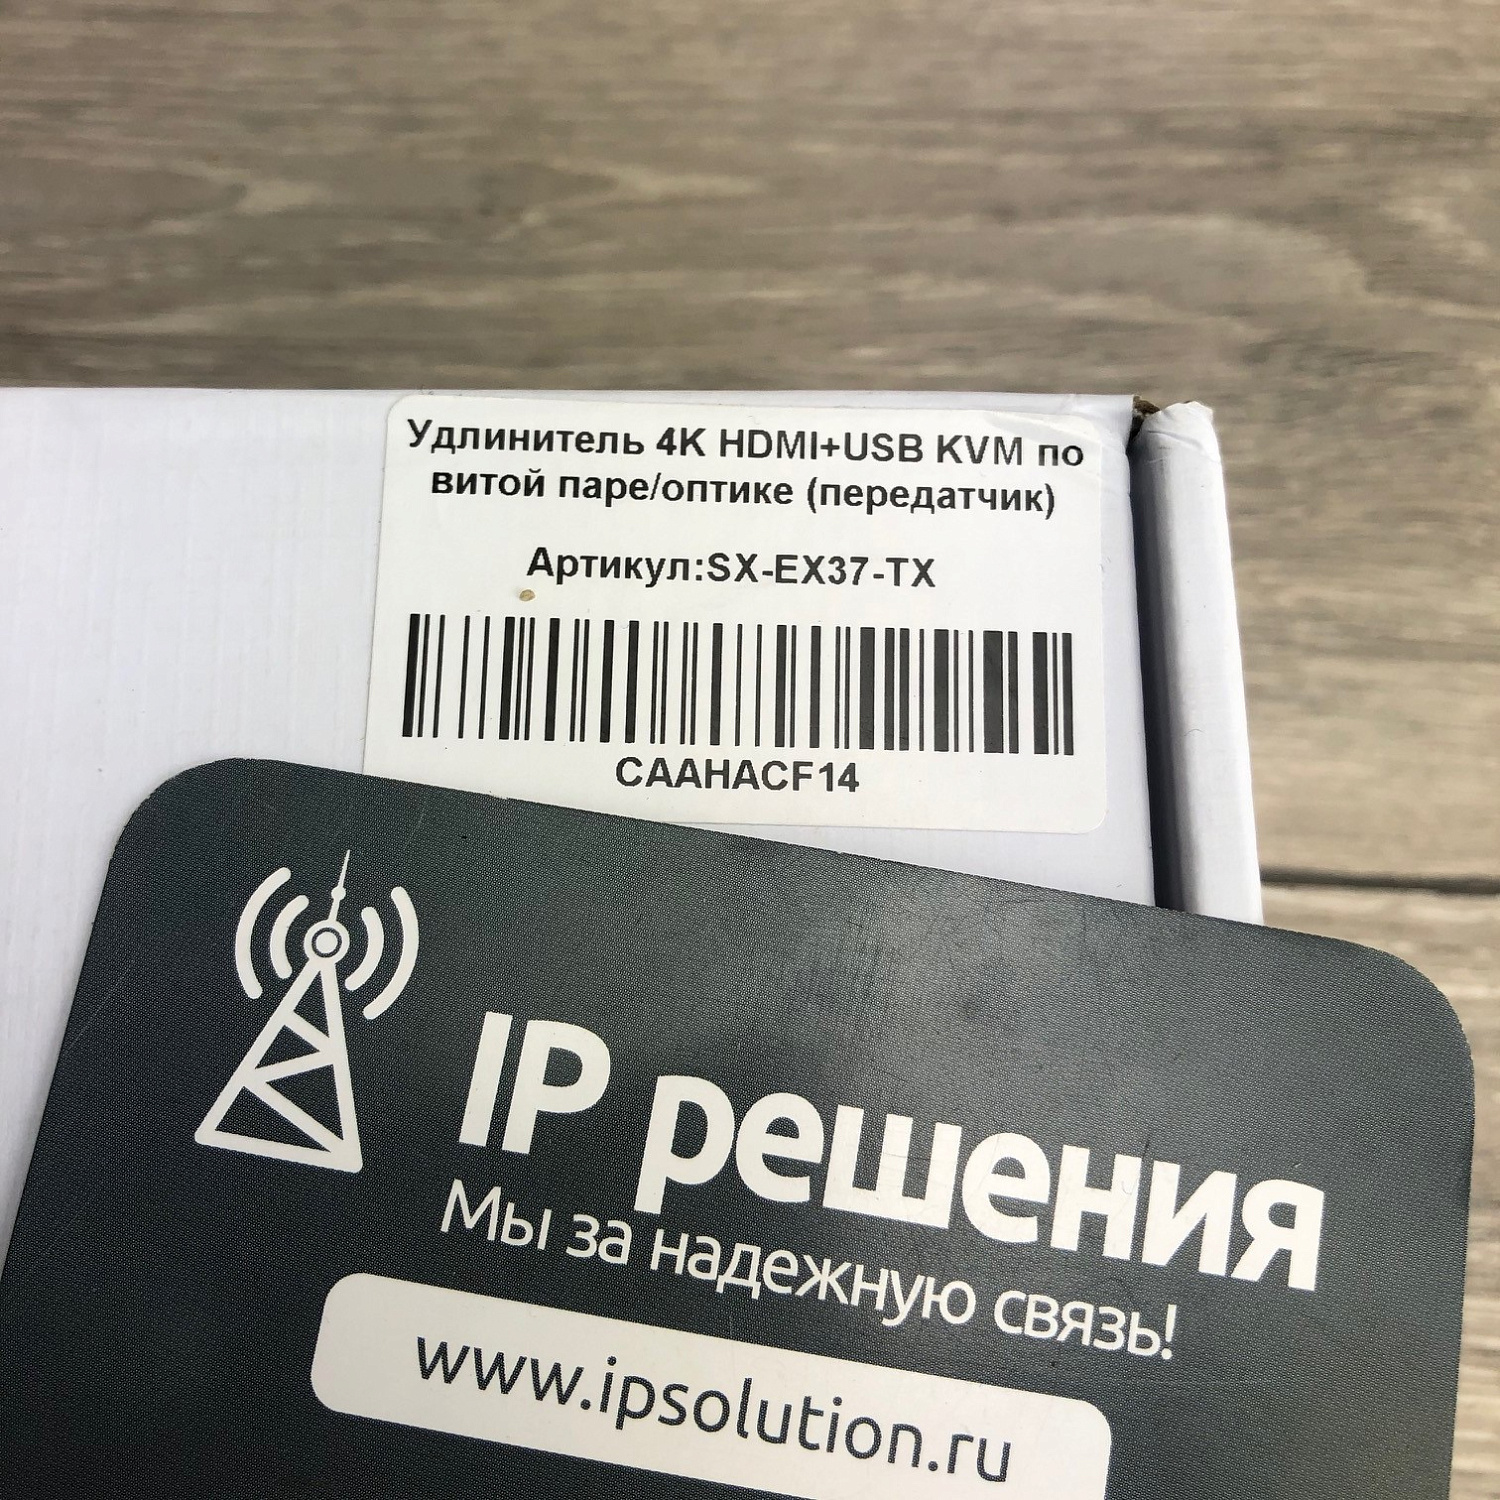 Удлинитель 4K HDMI+USB KVM по
витой паре/оптике (передатчик)
Артикул:SX-EX37-TX
CAAHACF14
IP решения
Мы за надежную связь!
www.ipsolution.ru